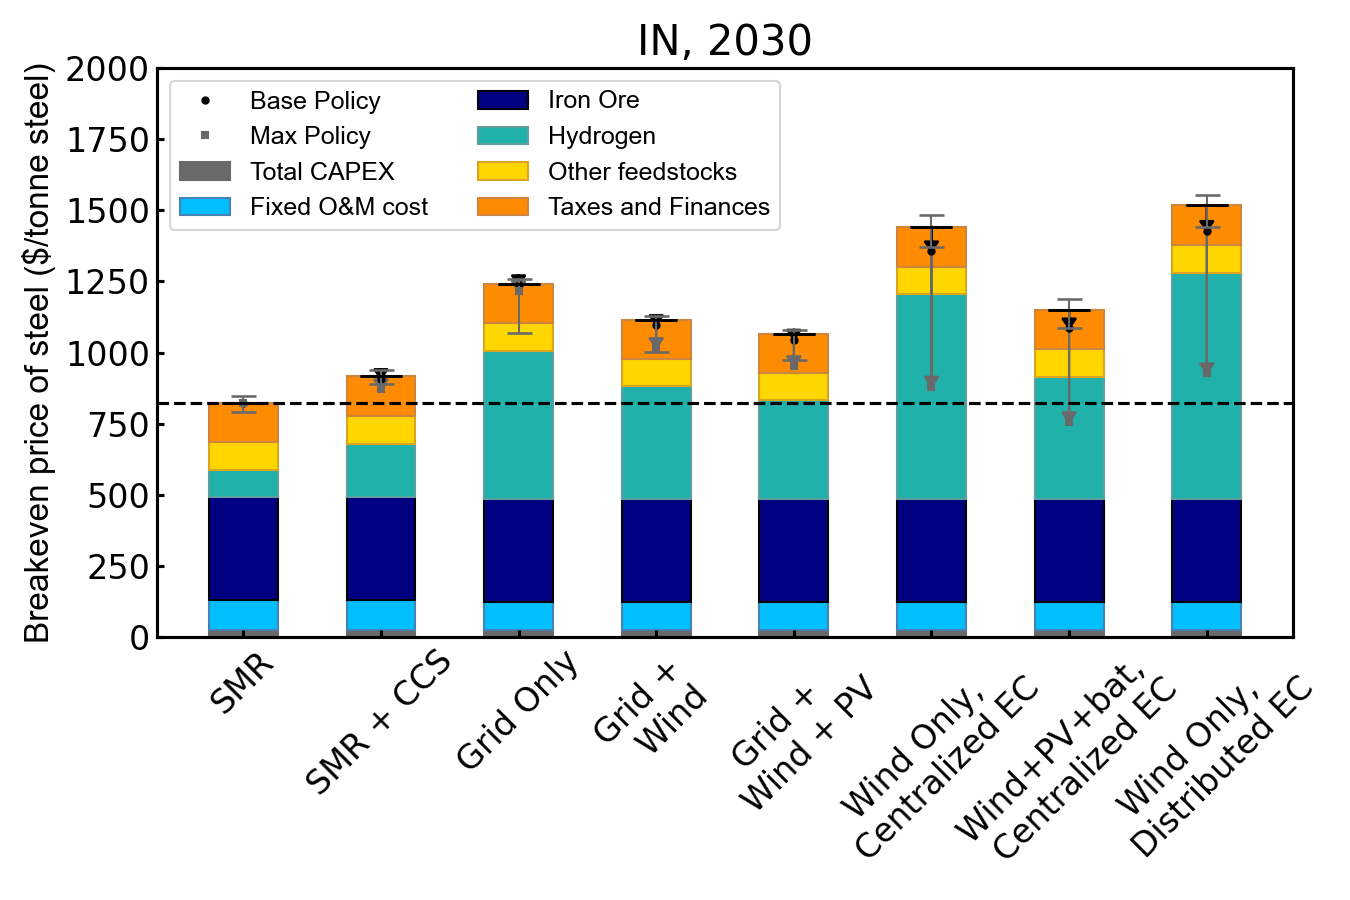 IN, 2030
Breakeven price of steel ($/tonne steel)
2000
1750
1500
1250
1000
750
500
250
0
Base Policy
Max Policy
Total CAPEX
Fixed O&M cost
Iron Ore
Hydrogen
Other feedstocks
Taxes and Finances
SMR
SMR + CCS
Grid Only
Grid +
Wind
Grid +
Wind + PV
Wind Only,
Centralized EC
Wind+PV+bat,
Centralized EC
Wind Only,
Distributed EC